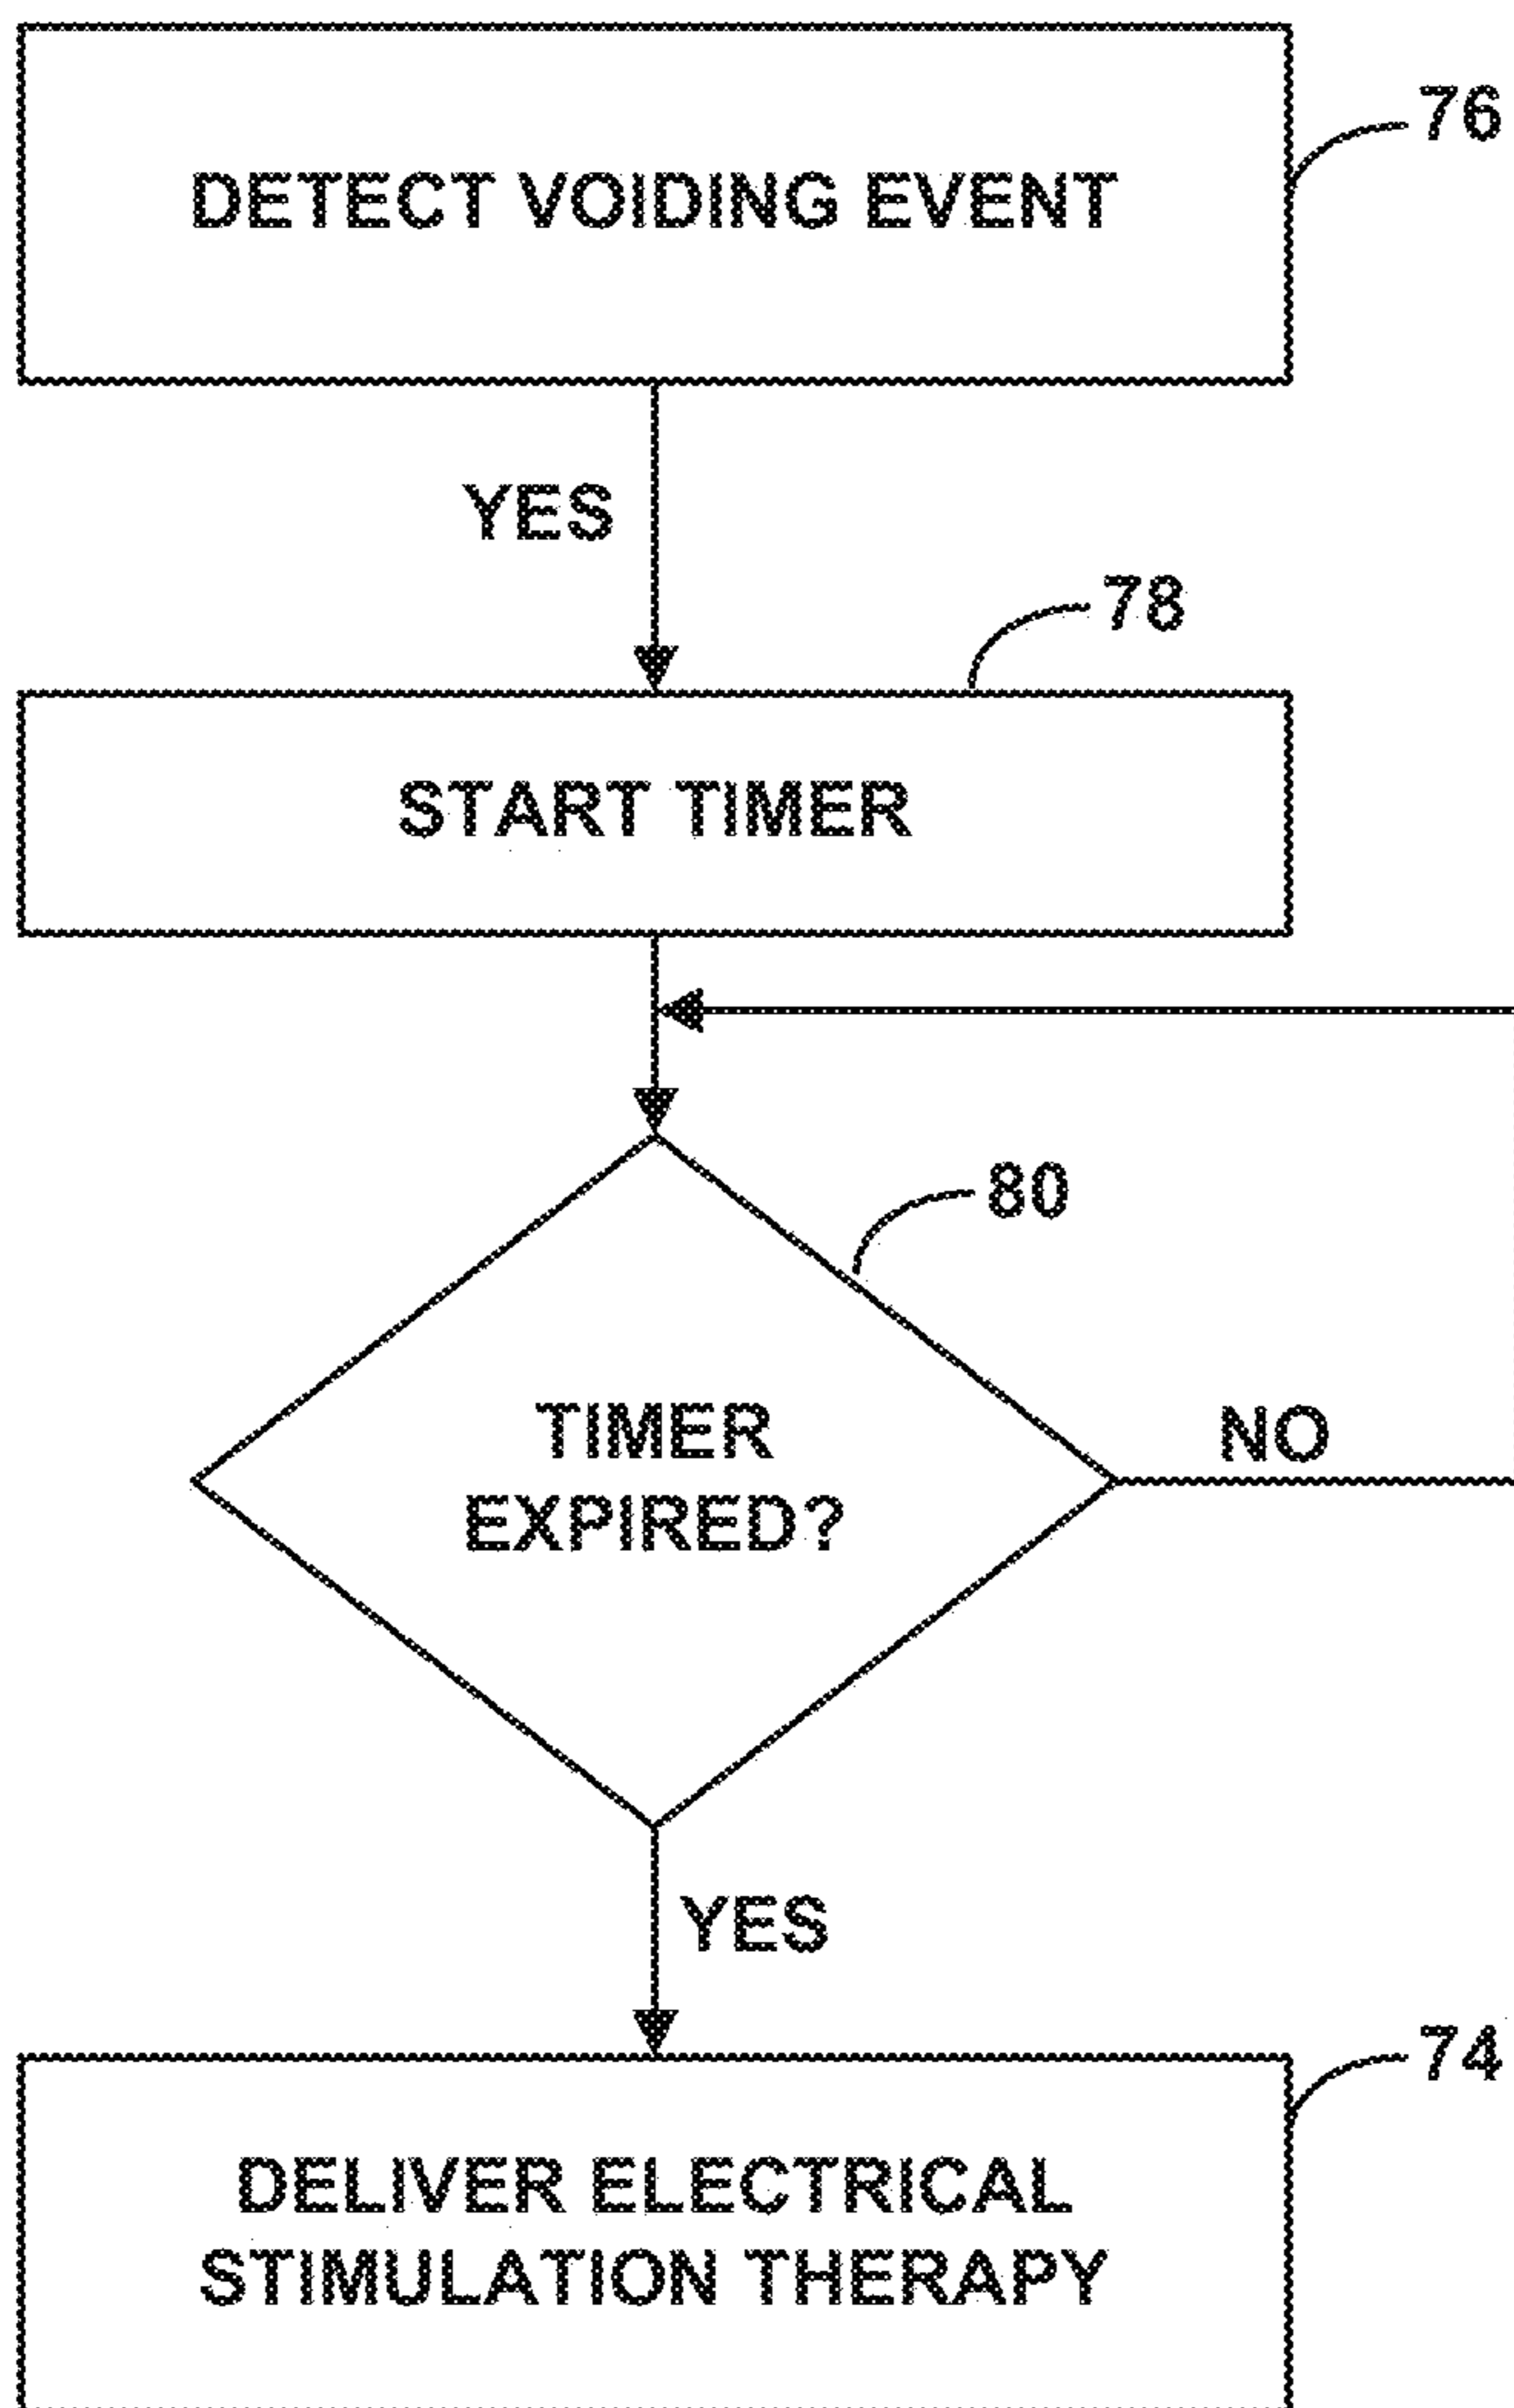 76
DETECT VOIDING EVENT
YES
78
START TIMER
80
TIMER
EXPIRED?
NO
YES
74
DELIVER ELECTRICAL
STIMULATION THERAPY